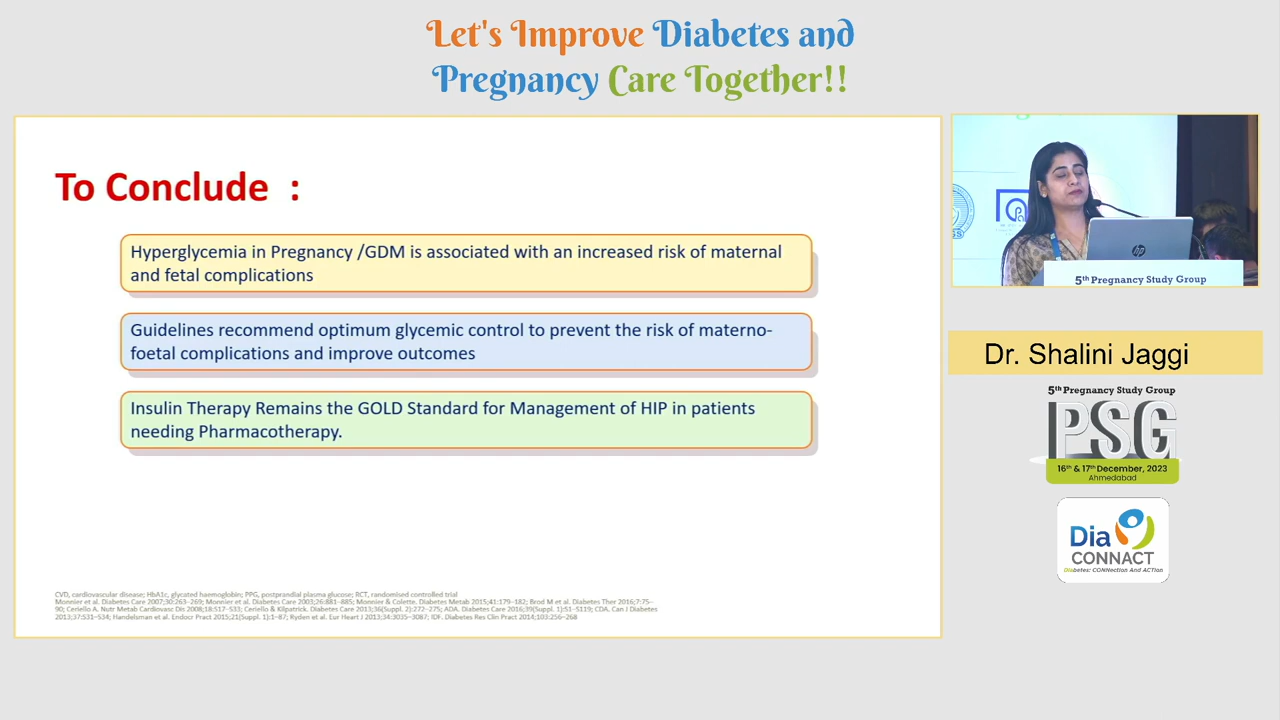 Let's Improve Diabetes and
Pregnancy Care Together!!
To Conclude :
Hyperglycemia in Pregnancy /GDM is associated with an increased risk of maternal
and fetal complications
Guidelines recommend optimum glycemic control to prevent the risk of materno-
foetal complications and improve outcomes
Insulin Therapy Remains the GOLD Standard for Management of HIP in patients
needing Pharmacotherapy.
CVD, cardiovascular disease; HbA1c, glycated haemoglobin; PPG, postprandial plasma glucose; RCT, randomised controlled trial
Monnier et al. Diabetes Care 2007;30:263–269; Monnier et al. Diabetes Care 2003;26:881–885; Monnier & Colette. Diabetes Metab 2015;41:179–182; Brod M et al. Diabetes Ther 2016;7:75–
90; Ceriello A. Nutr Metab Cardiovasc Dis 2008;18:517–533; Ceriello & Kilpatrick. Diabetes Care 2013;36(Suppl. 2):272–275; ADA. Diabetes Care 2016;39(Suppl. 1):S1–S119; CDA. Can J Diabetes
2013;37:S31–S34; Handelsman et al. Endocr Pract 2015;21(Suppl. 1):1–87; Ryden et al. Eur Heart J 2013;34:3035–3087; IDF. Diabetes Res Clin Pract 2014;103:256–268
hp
5th Pregnancy Study Group
Dr. Shalini Jaggi
5th Pregnancy Study Group
PSG
16th & 17th December, 2023
Ahmedabad
Dia
CONNACT
Diabetes: CONNection And ACTion